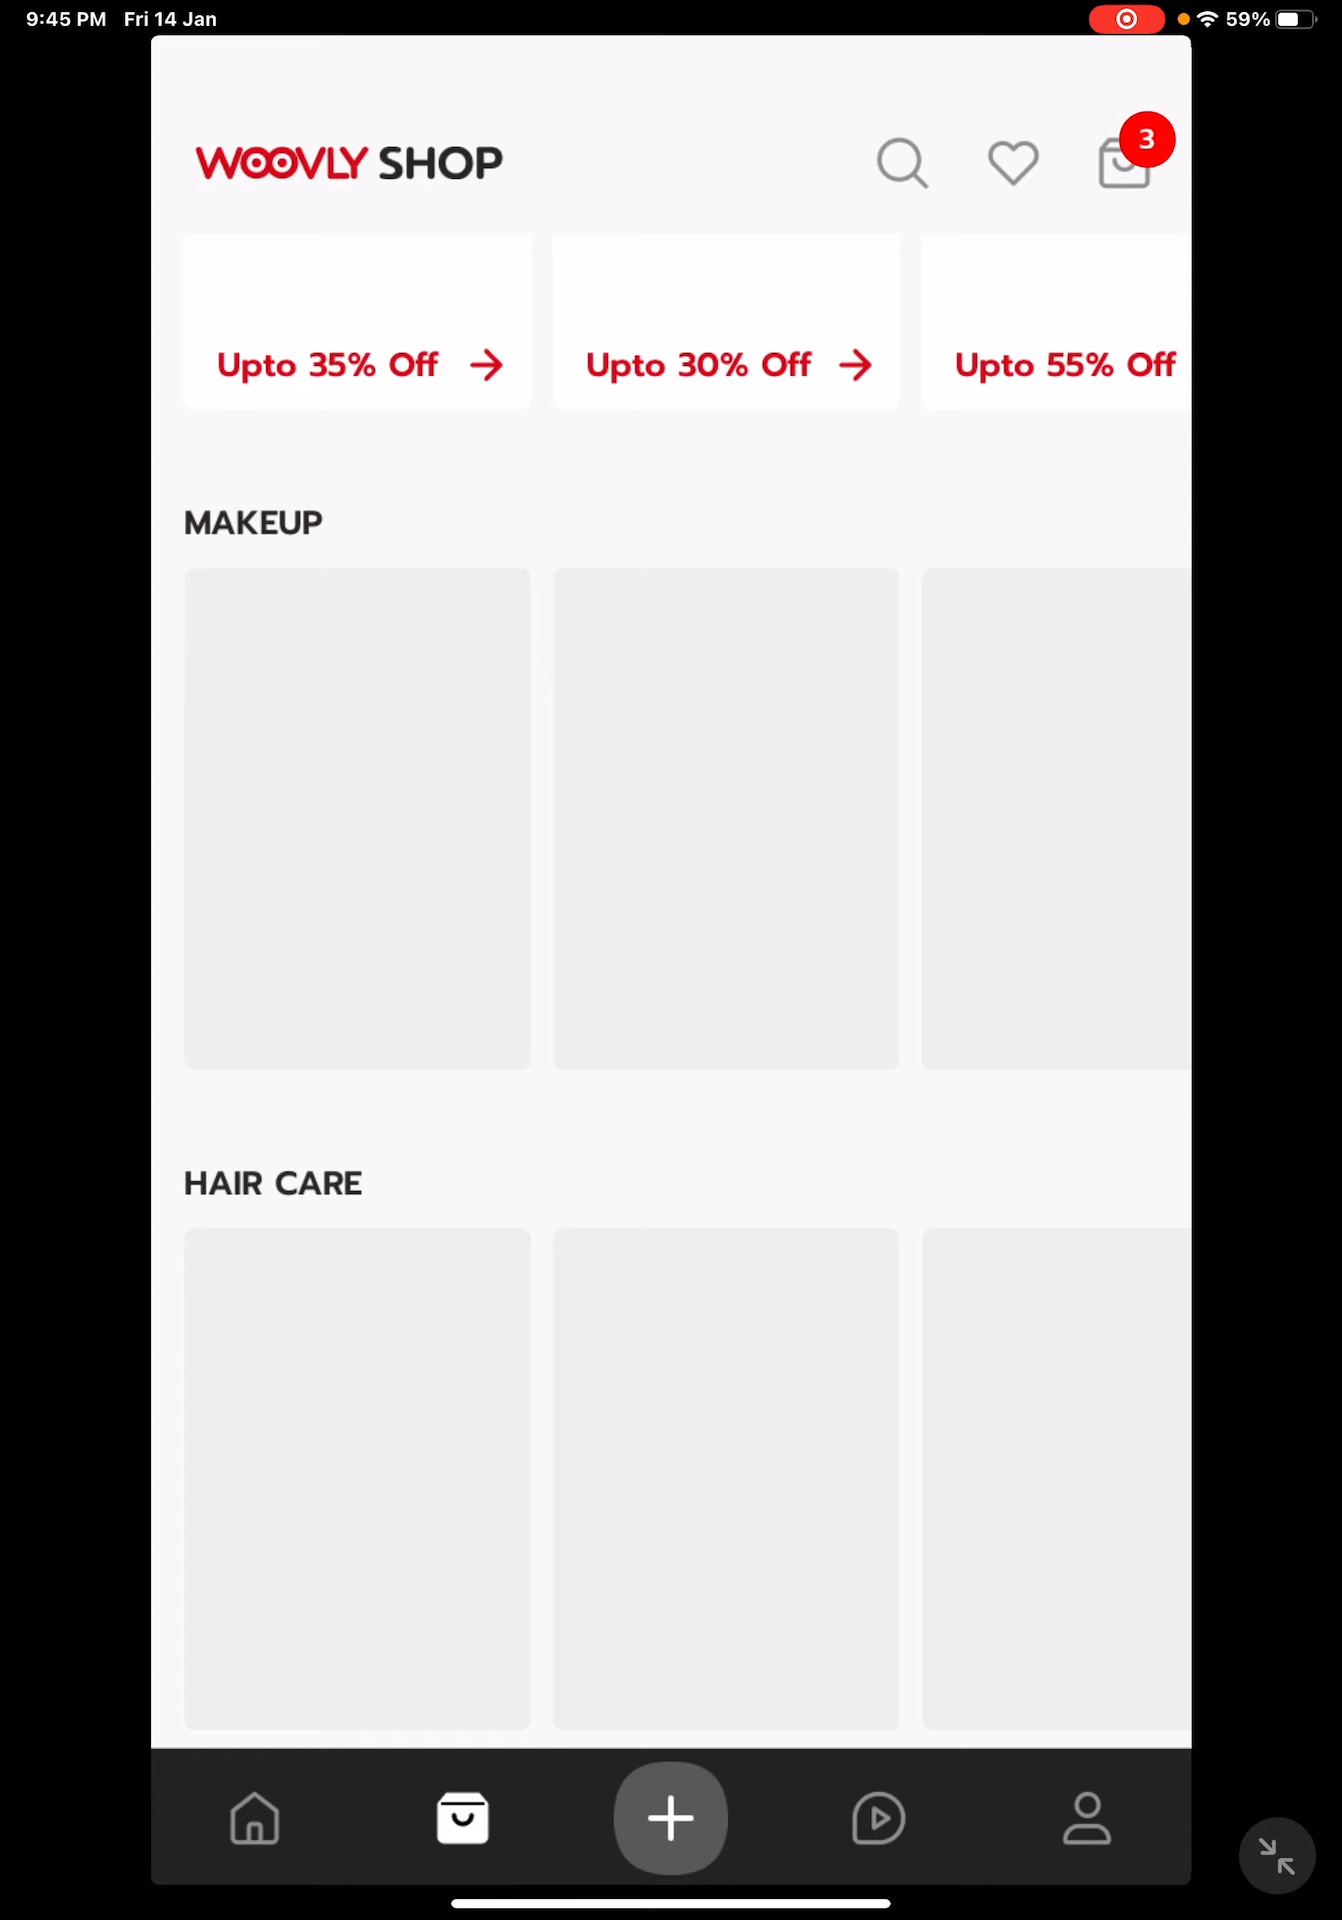 9:45 PM Fri 14 Jan 59%
WOOVLY SHOP 3
Upto 35% Off Upto 30% Off Upto 55% Off
MAKEUP
HAIR CARE